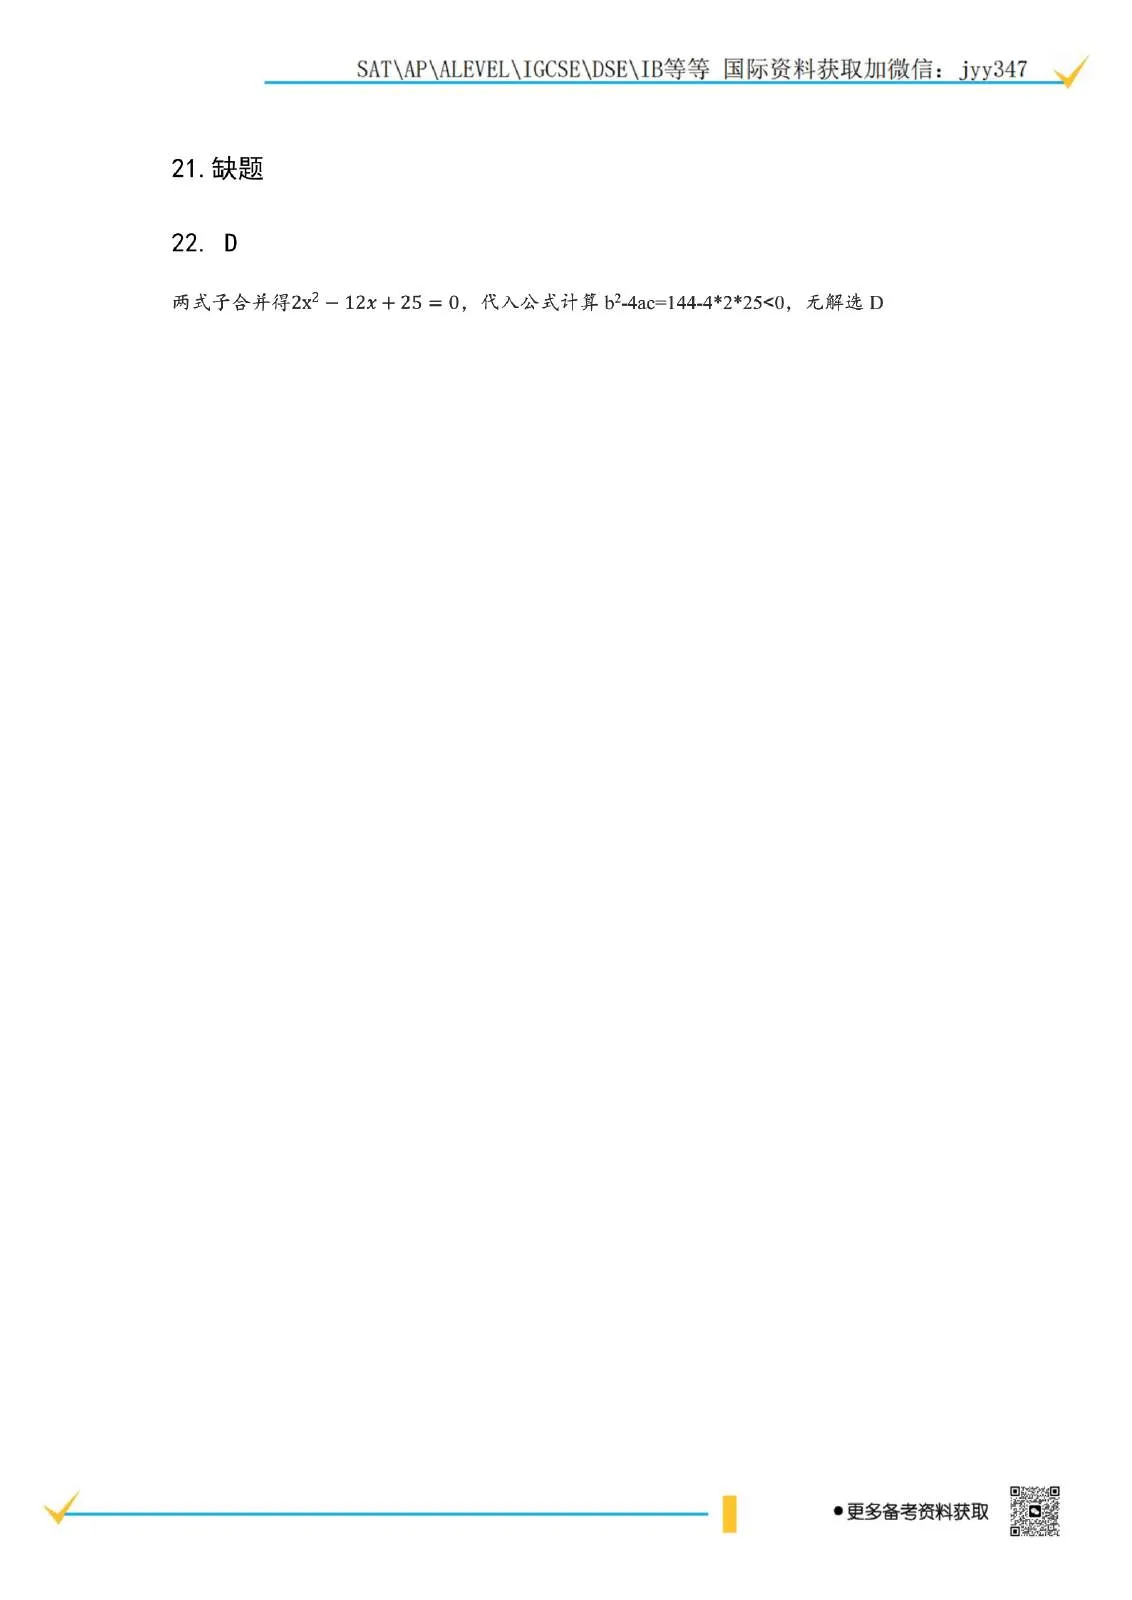 SAT\AP\ALEVEL\IGCSE\DSE\IB等等 国际资料获取加微信：jyy347
21.缺题
22. D
两式子合并得2x² − 12x + 25 = 0，代入公式计算 b²-4ac=144-4*2*25<0，无解选 D
●更多备考资料获取